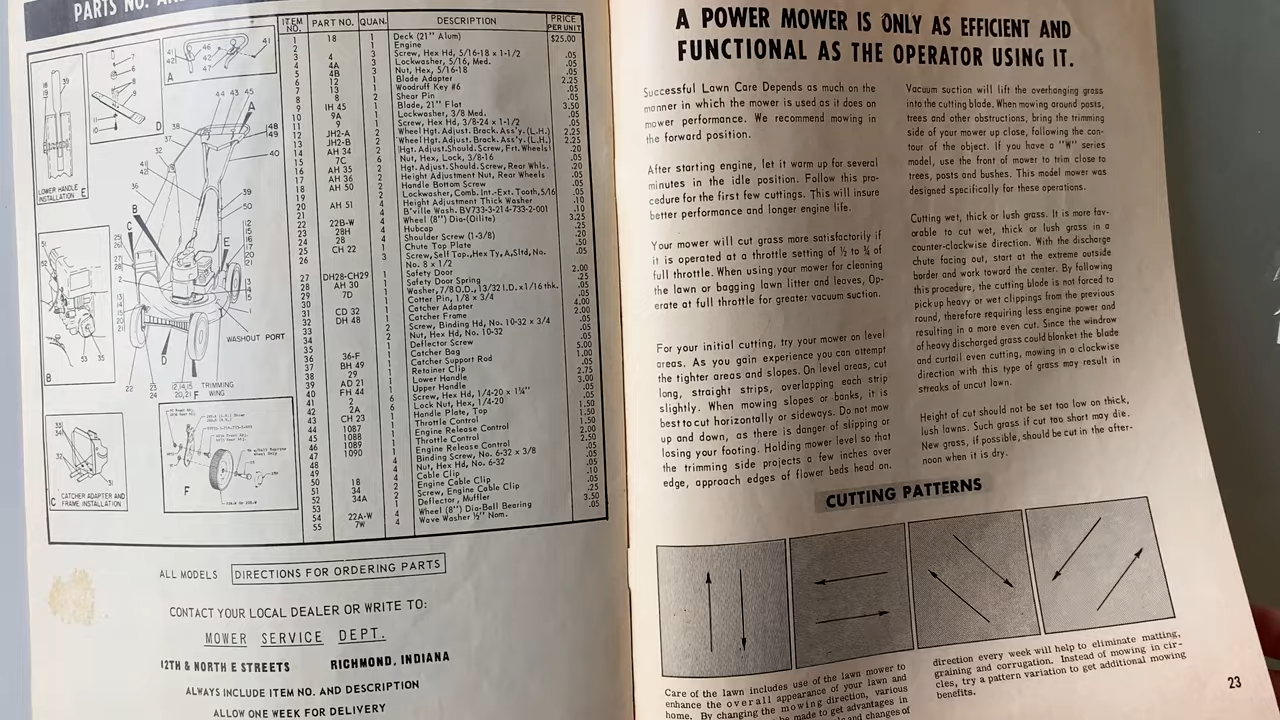 PARTS NO. AND
ITEM NO. PART NO. QUAN. DESCRIPTION PRICE PER UNIT
1 18 1 Deck (21" Alum) $25.00
2 1 Engine
3 4 3 Screw, Hex Hd, 5/16-18 x 1-1/2 .05
4 4A 3 Lockwasher, 5/16, Med. .05
5 4B 3 Nut, Hex, 5/16-18 .05
6 12 1 Blade Adapter 2.25
7 13 1 Woodruff Key #6 .05
8 8 2 Shear Pin .05
9 IH 45 1 Blade, 21" Flat 3.50
10 9A 1 Lockwasher, 3/8 Med. .05
11 9 1 Screw, Hex Hd, 3/8-24 x 1-1/2 .05
12 JH2-A 2 Wheel Hgt. Adjust. Brack. Ass'y. (L.H.) 2.25
13 JH2-B 2 Wheel Hgt. Adjust. Brack. Ass'y. (L.H.) 2.25
14 AH 34 2 Hgt. Adjust. Should. Screw, Frt. Wheels .20
15 7C 6 Nut, Hex, Lock, 3/8-16 .05
16 AH 35 2 Hgt. Adjust. Should. Screw, Rear Whls. .20
17 AH 36 2 Height Adjustment Nut, Rear Wheels .05
18 AH 50 2 Handle Bottom Screw
19 Lockwasher, Comb. Int.-Ext. Tooth, 5/16
20 AH 51 4 Height Adjustment Thick Washer
21 B'ville Wash. BV733-3-214-733-2-001
22 22B-W 4 Wheel (8") Dia-(Oilite) 3.25
23 28H 4 Hubcap
24 28 4 Shoulder Screw (1-3/8)
25 CH 22 1 Chute Top Plate .50
26 3 Screw, Self Tap., Hex Ty, A, Sltd, No. .05
No. 8 x 1/2
27 DH28-CH29 1 Safety Door 2.00
28 AH 30 1 Safety Door Spring .25
29 7D 1 Washer, 7/8 O.D., 13/32 I.D. x 1/16 thk. .05
30 1 Cotter Pin, 1/8 x 3/4 .05
31 CD 32 1 Catcher Adapter 4.00
32 DH 48 1 Catcher Frame 2.00
33 2 Screw, Binding Hd, No. 10-32 x 3/4 .05
34 2 Nut, Hex Hd, No. 10-32 .05
35 1 Deflector Screw .05
36 36-F 1 Catcher Bag 5.00
37 BH 49 1 Catcher Support Rod 1.00
38 29 1 Retainer Clip .05
39 AD 21 1 Lower Handle 2.75
40 FH 44 1 Upper Handle 3.00
41 2 6 Screw, Hex Hd, 1/4-20 x 1¼" .05
42 2A 6 Lock Nut, Hex, 1/4-20 .05
43 CH 23 1 Handle Plate, Top 1.50
44 1087 1 Throttle Control 1.50
45 1088 1 Engine Release Control 1.50
46 1089 1 Throttle Control 2.00
47 1090 1 Engine Release Control 2.50
48 4 Binding Screw, No. 6-32 x 3/8 .05
49 4 Nut, Hex Hd, No. 6-32 .05
50 18 4 Cable Clip .10
51 34 2 Engine Cable Clip
52 34A 2 Screw, Engine Cable Clip .05
53 1 Deflector, Muffler .25
54 22A-W 4 Wheel (8") Dia-Ball Bearing 3.50
55 7W 4 Wave Washer ½" Nom. .05
LOWER HANDLE
INSTALLATION E
D
A
B
C
E
WASHOUT PORT
TRIMMING
WING
F
CATCHER ADAPTER AND
FRAME INSTALLATION
C
F
ALL MODELS DIRECTIONS FOR ORDERING PARTS
CONTACT YOUR LOCAL DEALER OR WRITE TO:
MOWER SERVICE DEPT.
12TH & NORTH E STREETS RICHMOND, INDIANA
ALWAYS INCLUDE ITEM NO. AND DESCRIPTION
ALLOW ONE WEEK FOR DELIVERY
A POWER MOWER IS ONLY AS EFFICIENT AND
FUNCTIONAL AS THE OPERATOR USING IT.
Successful Lawn Care Depends as much on the
manner in which the mower is used as it does on
mower performance. We recommend mowing in
the forward position.
After starting engine, let it warm up for several
minutes in the idle position. Follow this pro-
cedure for the first few cuttings. This will insure
better performance and longer engine life.
Your mower will cut grass more satisfactorily if
it is operated at a throttle setting of ½ to ¾ of
full throttle. When using your mower for cleaning
the lawn or bagging lawn litter and leaves, Op-
erate at full throttle for greater vacuum suction.
For your initial cutting, try your mower on level
areas. As you gain experience you can attempt
the tighter areas and slopes. On level areas, cut
long, straight strips, overlapping each strip
slightly. When mowing slopes or banks, it is
best to cut horizontally or sideways. Do not mow
up and down, as there is danger of slipping or
losing your footing. Holding mower level so that
the trimming side projects a few inches over
edge, approach edges of flower beds head on.
Vacuum suction will lift the overhanging grass
into the cutting blade. When mowing around posts,
trees and other obstructions, bring the trimming
side of your mower up close, following the con-
tour of the object. If you have a "W" series
model, use the front of mower to trim close to
trees, posts and bushes. This model mower was
designed specifically for these operations.
Cutting wet, thick or lush grass. It is more fav-
orable to cut wet, thick or lush grass in a
counter-clockwise direction. With the discharge
chute facing out, start at the extreme outside
border and work toward the center. By following
this procedure, the cutting blade is not forced to
pick up heavy or wet clippings from the previous
round, therefore requiring less engine power and
resulting in a more even cut. Since the windrow
of heavy discharged grass could blanket the blade
and curtail even cutting, mowing in a clockwise
direction with this type of grass may result in
streaks of uncut lawn.
Height of cut should not be set too low on thick,
lush lawns. Such grass if cut too short may die.
New grass, if possible, should be cut in the after-
noon when it is dry.
CUTTING PATTERNS
Care of the lawn includes use of the lawn mower to
enhance the overall appearance of your lawn and
home. By changing the mowing direction, various
be made to get advantages in
and changes of
direction every week will help to eliminate matting,
graining and corrugation. Instead of mowing in cir-
cles, try a pattern variation to get additional mowing
benefits.
23